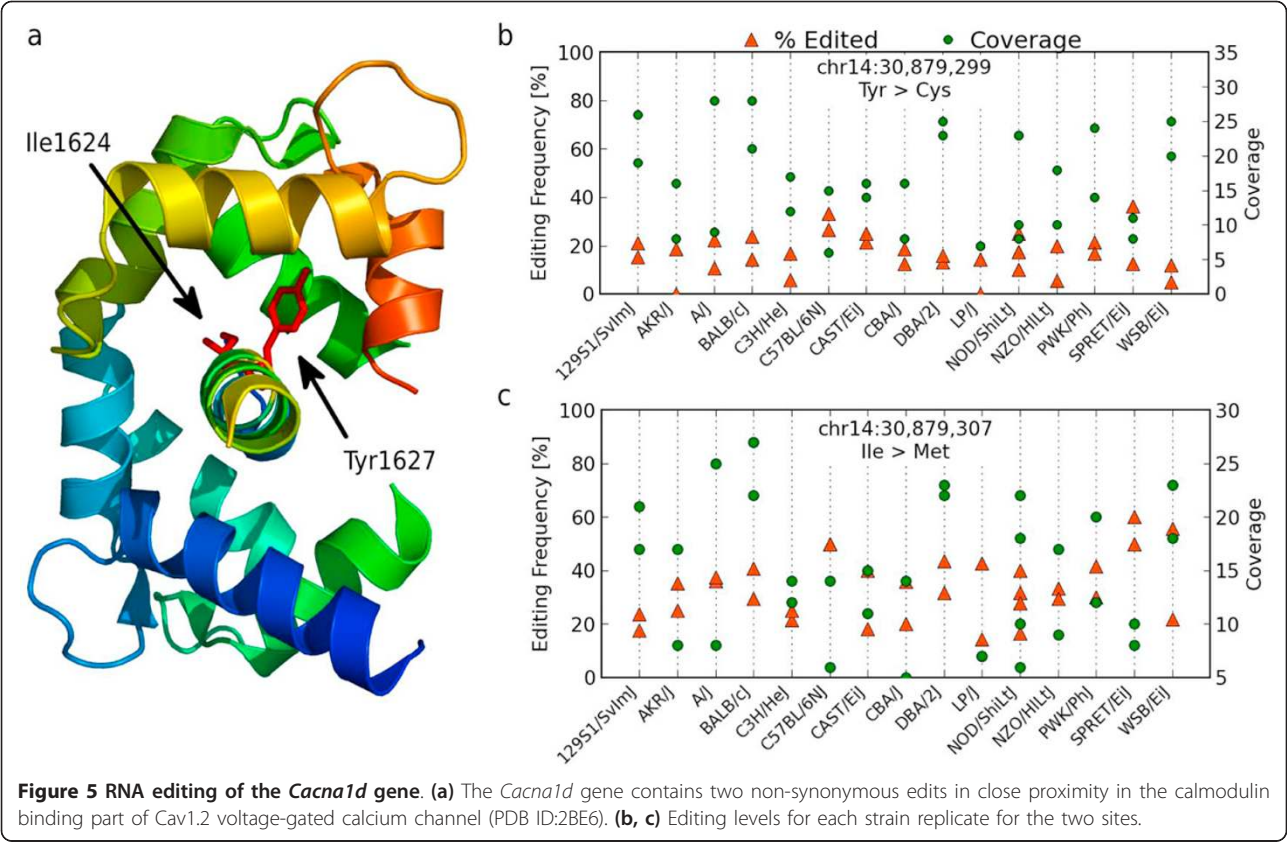 a
Ile1624
Tyr1627
b
% Edited Coverage
chr14:30,879,299
Tyr > Cys
Editing Frequency [%]
100
80
60
40
20
0
Coverage
35
30
25
20
15
10
5
0
129S1/SvImJ
AKR/J
A/J
BALB/cJ
C3H/HeJ
C57BL/6NJ
CAST/EiJ
CBA/J
DBA/2J
LP/J
NOD/ShiLtJ
NZO/HILtJ
PWK/PhJ
SPRET/EiJ
WSB/EiJ
c
chr14:30,879,307
Ile > Met
Editing Frequency [%]
100
80
60
40
20
0
Coverage
30
25
20
15
10
5
129S1/SvImJ
AKR/J
A/J
BALB/cJ
C3H/HeJ
C57BL/6NJ
CAST/EiJ
CBA/J
DBA/2J
LP/J
NOD/ShiLtJ
NZO/HILtJ
PWK/PhJ
SPRET/EiJ
WSB/EiJ
Figure 5 RNA editing of the Cacna1d gene. (a) The Cacna1d gene contains two non-synonymous edits in close proximity in the calmodulin
binding part of Cav1.2 voltage-gated calcium channel (PDB ID:2BE6). (b, c) Editing levels for each strain replicate for the two sites.